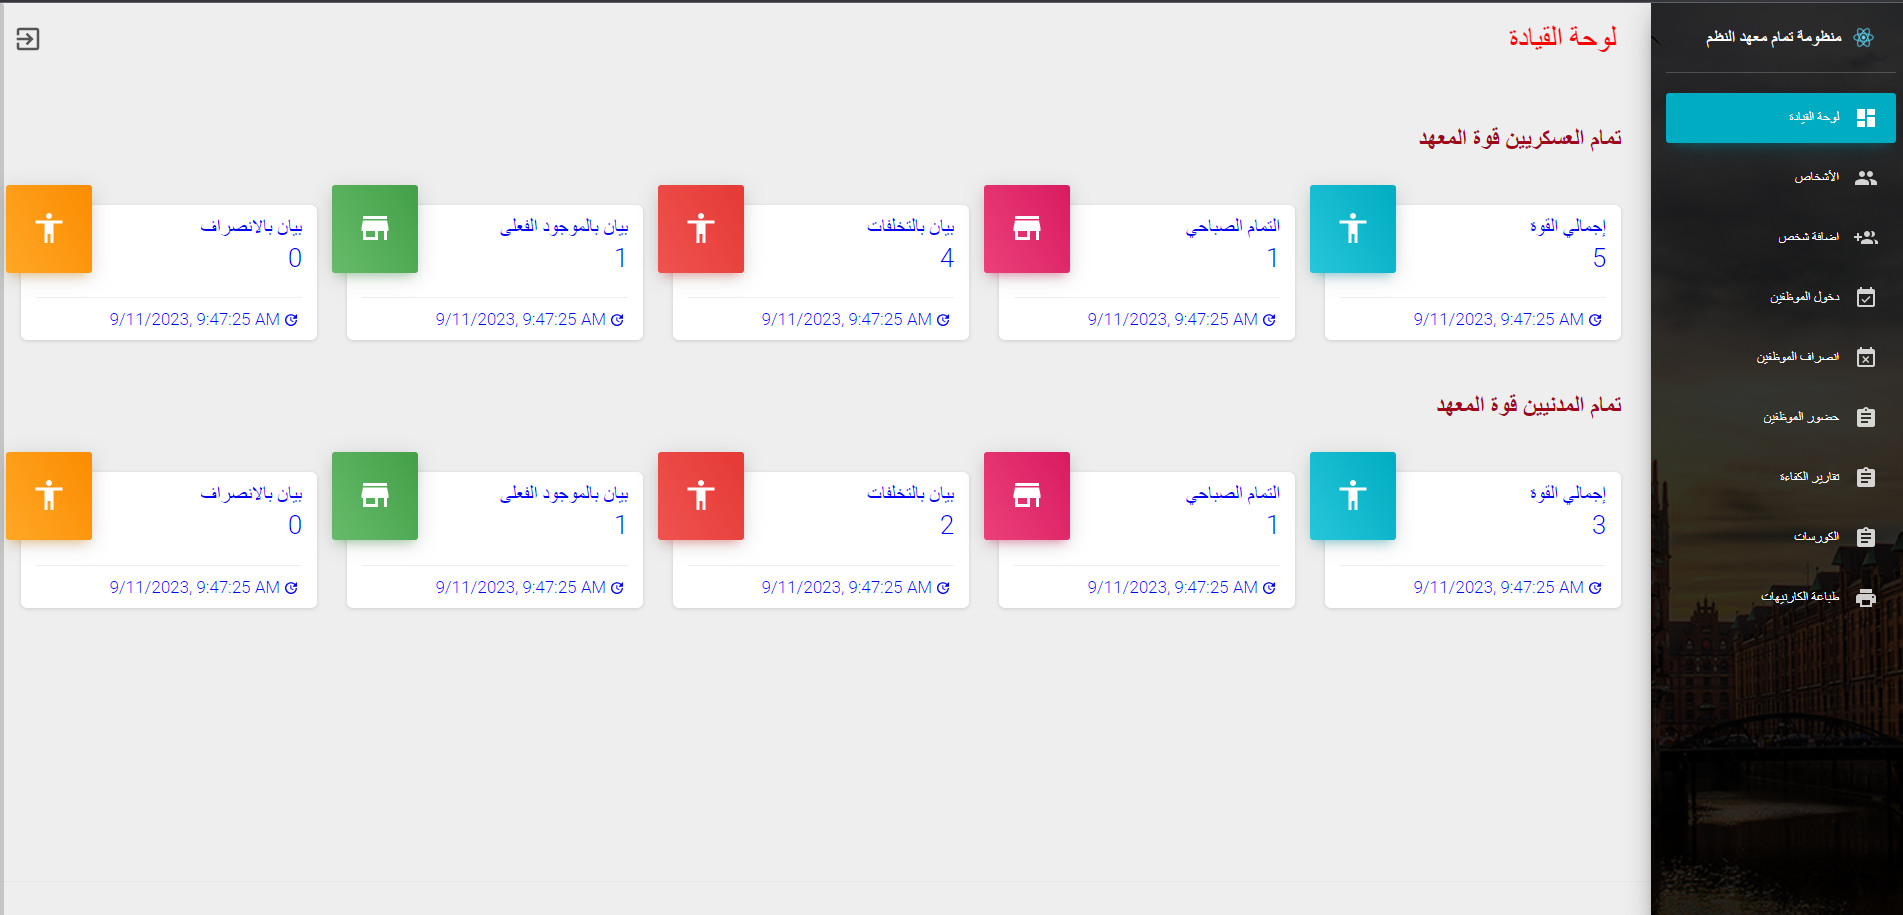 منظومة تمام معهد النظم
لوحة القيادة
الأشخاص
اضافة شخص
دخول الموظفين
انصراف الموظفين
حضور الموظفين
تقارير الكفاءة
الكورسات
طباعة الكارنيهات
لوحة القيادة
تمام العسكريين قوة المعهد
إجمالي القوة
5
9/11/2023, 9:47:25 AM
التمام الصباحي
1
9/11/2023, 9:47:25 AM
بيان بالتخلفات
4
9/11/2023, 9:47:25 AM
بيان بالموجود الفعلى
1
9/11/2023, 9:47:25 AM
بيان بالانصراف
0
9/11/2023, 9:47:25 AM
تمام المدنيين قوة المعهد
إجمالي القوة
3
9/11/2023, 9:47:25 AM
التمام الصباحي
1
9/11/2023, 9:47:25 AM
بيان بالتخلفات
2
9/11/2023, 9:47:25 AM
بيان بالموجود الفعلى
1
9/11/2023, 9:47:25 AM
بيان بالانصراف
0
9/11/2023, 9:47:25 AM